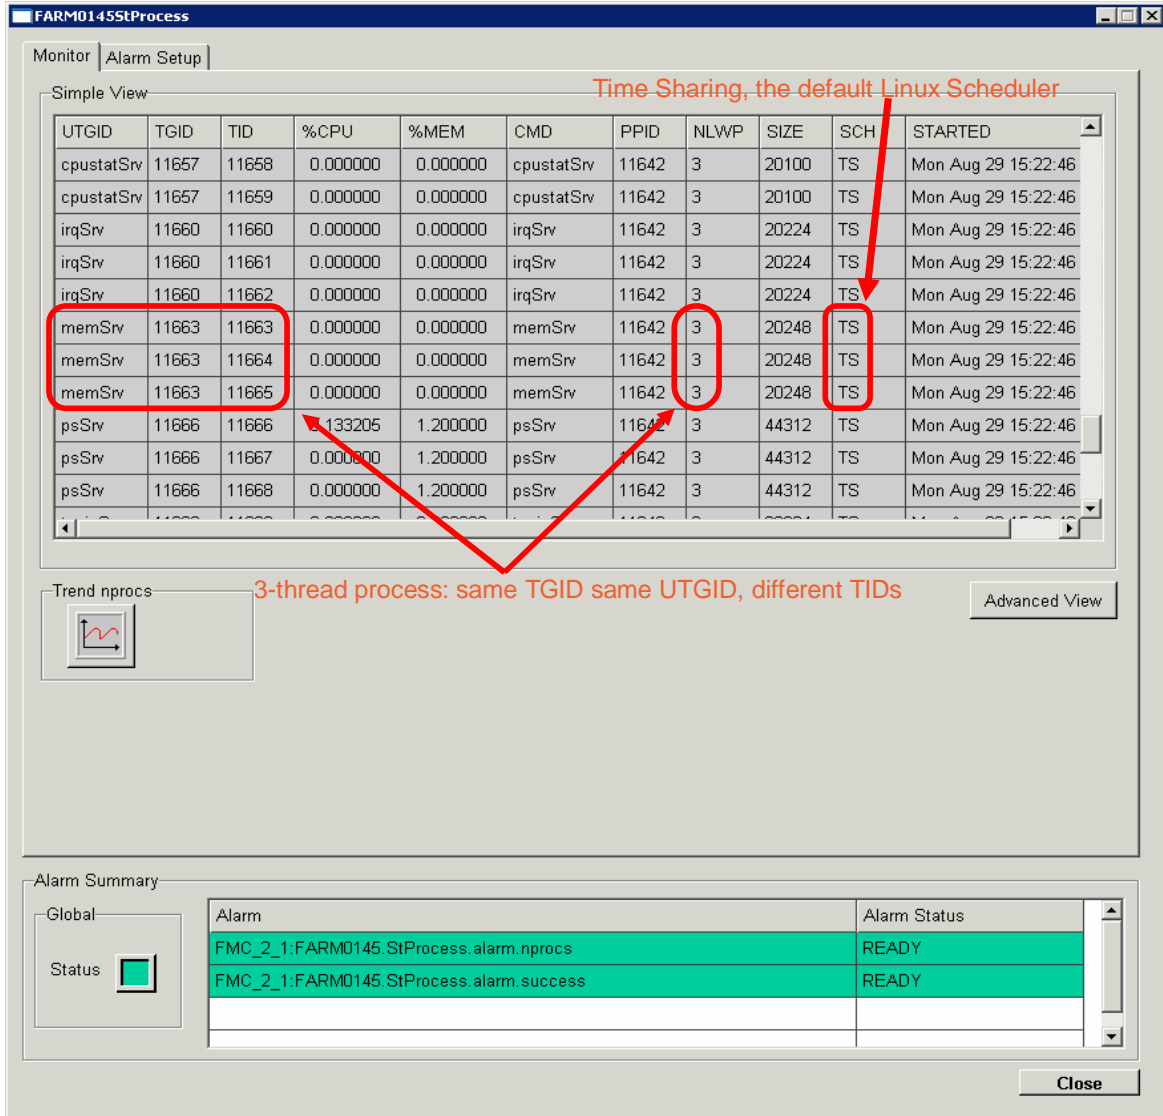 FARM0145StProcess
Monitor Alarm Setup
Time Sharing, the default Linux Scheduler
Simple View
UTGID TGID TID %CPU %MEM CMD PPID NLWP SIZE SCH STARTED
cpustatSrv 11657 11658 0.000000 0.000000 cpustatSrv 11642 3 20100 TS Mon Aug 29 15:22:46
cpustatSrv 11657 11659 0.000000 0.000000 cpustatSrv 11642 3 20100 TS Mon Aug 29 15:22:46
irqSrv 11660 11660 0.000000 0.000000 irqSrv 11642 3 20224 TS Mon Aug 29 15:22:46
irqSrv 11660 11661 0.000000 0.000000 irqSrv 11642 3 20224 TS Mon Aug 29 15:22:46
irqSrv 11660 11662 0.000000 0.000000 irqSrv 11642 3 20224 TS Mon Aug 29 15:22:46
memSrv 11663 11663 0.000000 0.000000 memSrv 11642 3 20248 TS Mon Aug 29 15:22:46
memSrv 11663 11664 0.000000 0.000000 memSrv 11642 3 20248 TS Mon Aug 29 15:22:46
memSrv 11663 11665 0.000000 0.000000 memSrv 11642 3 20248 TS Mon Aug 29 15:22:46
psSrv 11666 11666 1.200000 psSrv 11642 3 44312 TS Mon Aug 29 15:22:46
psSrv 11666 11667 0.000000 1.200000 psSrv 11642 3 44312 TS Mon Aug 29 15:22:46
psSrv 11666 11668 0.000000 1.200000 psSrv 11642 3 44312 TS Mon Aug 29 15:22:46
3-thread process: same TGID same UTGID, different TIDs
Trend nprocs
Advanced View
Alarm Summary
Global
Status
Alarm Alarm Status
FMC_2_1:FARM0145.StProcess.alarm.nprocs READY
FMC_2_1:FARM0145.StProcess.alarm.success READY
Close